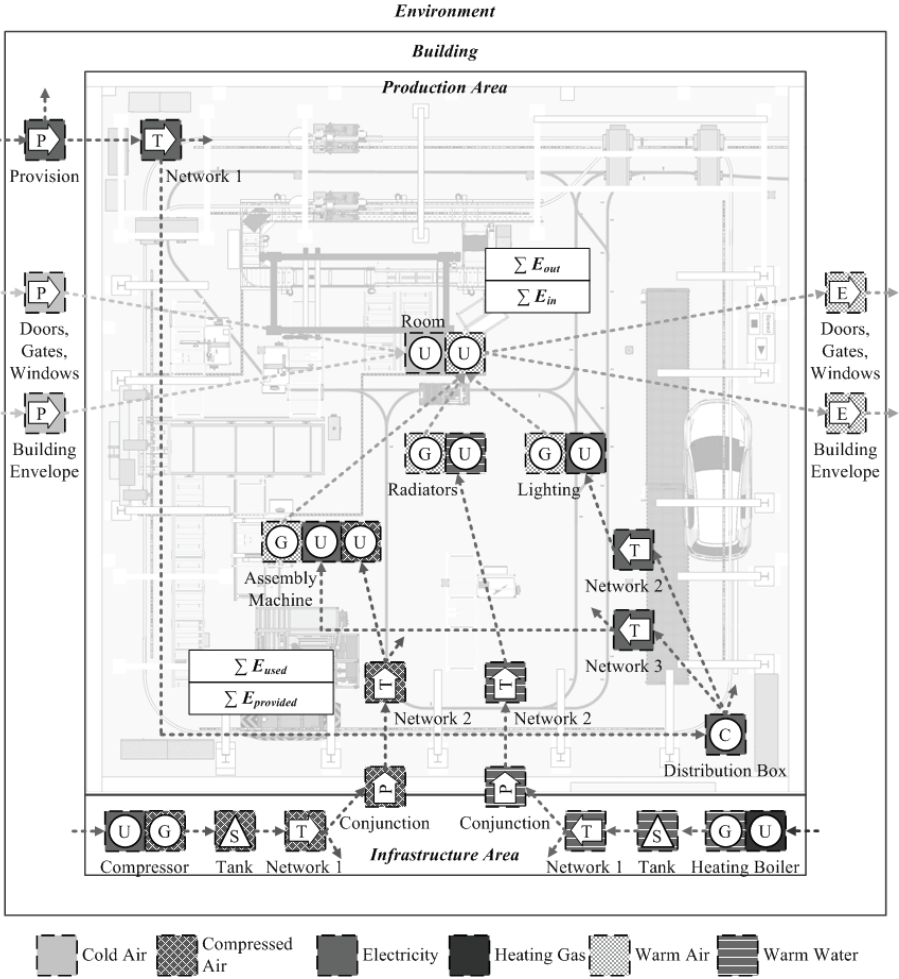 Environment
Building
Production Area
P
T
Provision
Network 1
∑ E_out
∑ E_in
P
E
Doors,
Gates,
Windows
Room
U
U
Doors,
Gates,
Windows
P
E
Building
Envelope
Building
Envelope
G
U
G
U
Radiators
Lighting
G
U
U
T
Assembly
Machine
Network 2
T
Network 3
∑ E_used
∑ E_provided
T
T
Network 2
Network 2
C
Distribution Box
P
P
Conjunction
Conjunction
U
G
S
T
T
S
G
U
Compressor
Tank
Network 1
Infrastructure Area
Network 1
Tank
Heating Boiler
Cold Air
Compressed
Air
Electricity
Heating Gas
Warm Air
Warm Water